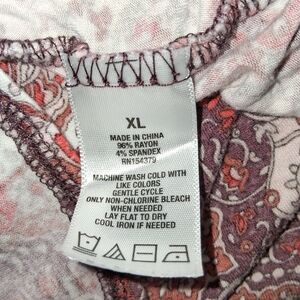 XL
MADE IN CHINA
96% RAYON
4% SPANDEX
RN154379
MACHINE WASH COLD WITH
LIKE COLORS
GENTLE CYCLE
ONLY NON-CHLORINE BLEACH
WHEN NEEDED
LAY FLAT TO DRY
COOL IRON IF NEEDED